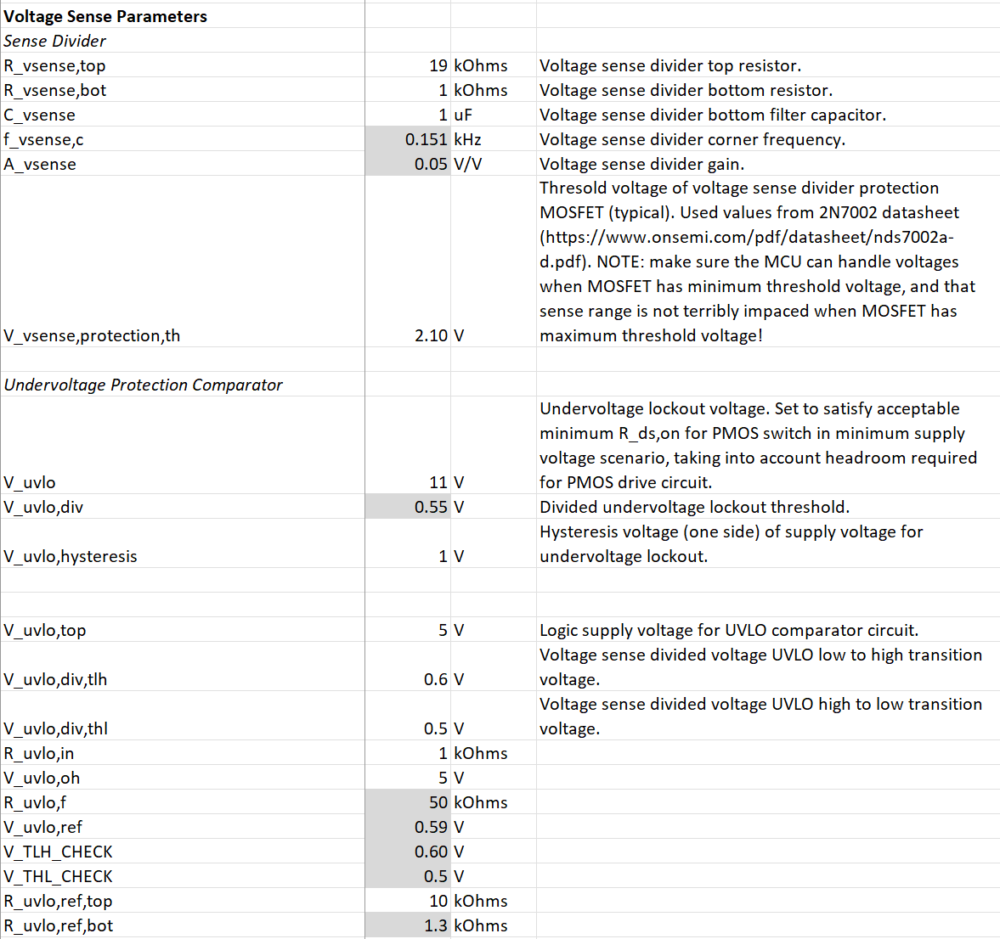 Voltage Sense Parameters
Sense Divider
R_vsense,top 19 kOhms Voltage sense divider top resistor.
R_vsense,bot 1 kOhms Voltage sense divider bottom resistor.
C_vsense 1 uF Voltage sense divider bottom filter capacitor.
f_vsense,c 0.151 kHz Voltage sense divider corner frequency.
A_vsense 0.05 V/V Voltage sense divider gain.
Thresold voltage of voltage sense divider protection
MOSFET (typical). Used values from 2N7002 datasheet
(https://www.onsemi.com/pdf/datasheet/nds7002a-
d.pdf). NOTE: make sure the MCU can handle voltages
when MOSFET has minimum threshold voltage, and that
sense range is not terribly impaced when MOSFET has
V_vsense,protection,th 2.10 V maximum threshold voltage!
Undervoltage Protection Comparator
Undervoltage lockout voltage. Set to satisfy acceptable
minimum R_ds,on for PMOS switch in minimum supply
voltage scenario, taking into account headroom required
V_uvlo 11 V for PMOS drive circuit.
V_uvlo,div 0.55 V Divided undervoltage lockout threshold.
Hysteresis voltage (one side) of supply voltage for
V_uvlo,hysteresis 1 V undervoltage lockout.
V_uvlo,top 5 V Logic supply voltage for UVLO comparator circuit.
Voltage sense divided voltage UVLO low to high transition
V_uvlo,div,tlh 0.6 V voltage.
Voltage sense divided voltage UVLO high to low transition
V_uvlo,div,thl 0.5 V voltage.
R_uvlo,in 1 kOhms
V_uvlo,oh 5 V
R_uvlo,f 50 kOhms
V_uvlo,ref 0.59 V
V_TLH_CHECK 0.60 V
V_THL_CHECK 0.5 V
R_uvlo,ref,top 10 kOhms
R_uvlo,ref,bot 1.3 kOhms